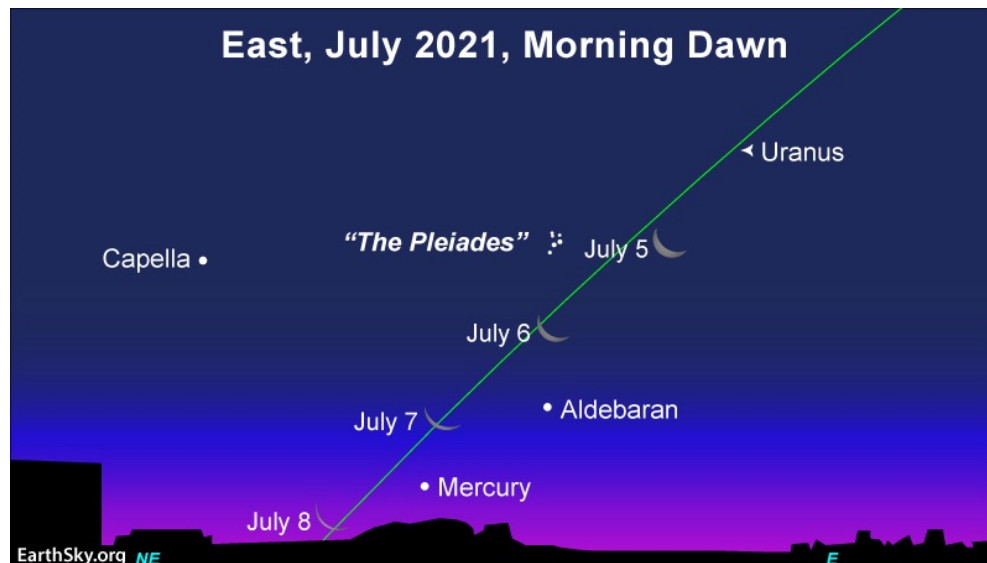 East, July 2021, Morning Dawn
Uranus
“The Pleiades”
July 5
Capella
July 6
Aldebaran
July 7
Mercury
July 8
EarthSky.org
NE
E